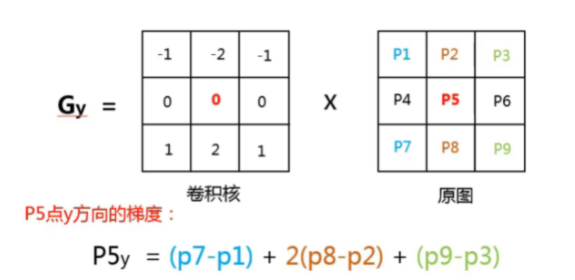 -1 -2 -1 P1 P2 P3
Gy = 0 0 0 X P4 P5 P6
1 2 1 P7 P8 P9
卷积核 原图
P5点y方向的梯度：
P5y = (p7-p1) + 2(p8-p2) + (p9-p3)